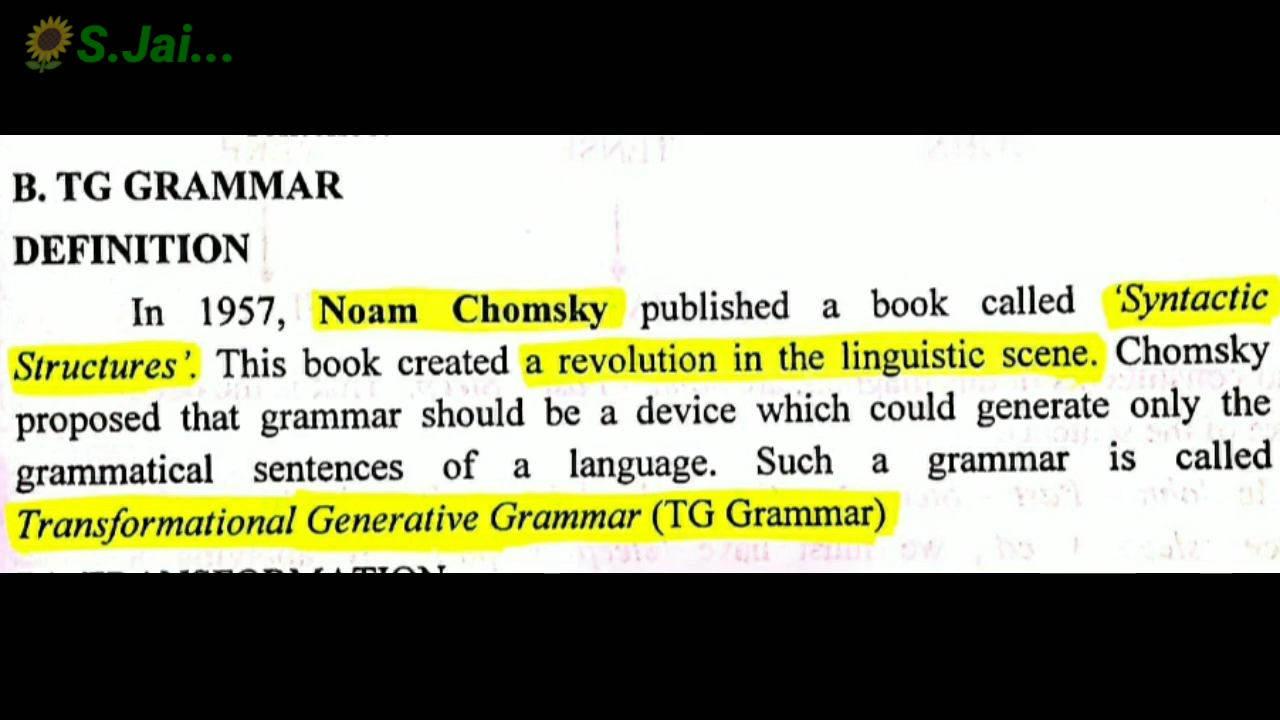 S.Jai...
B. TG GRAMMAR
DEFINITION
In 1957, Noam Chomsky published a book called 'Syntactic
Structures'. This book created a revolution in the linguistic scene. Chomsky
proposed that grammar should be a device which could generate only the
grammatical sentences of a language. Such a grammar is called
Transformational Generative Grammar (TG Grammar)